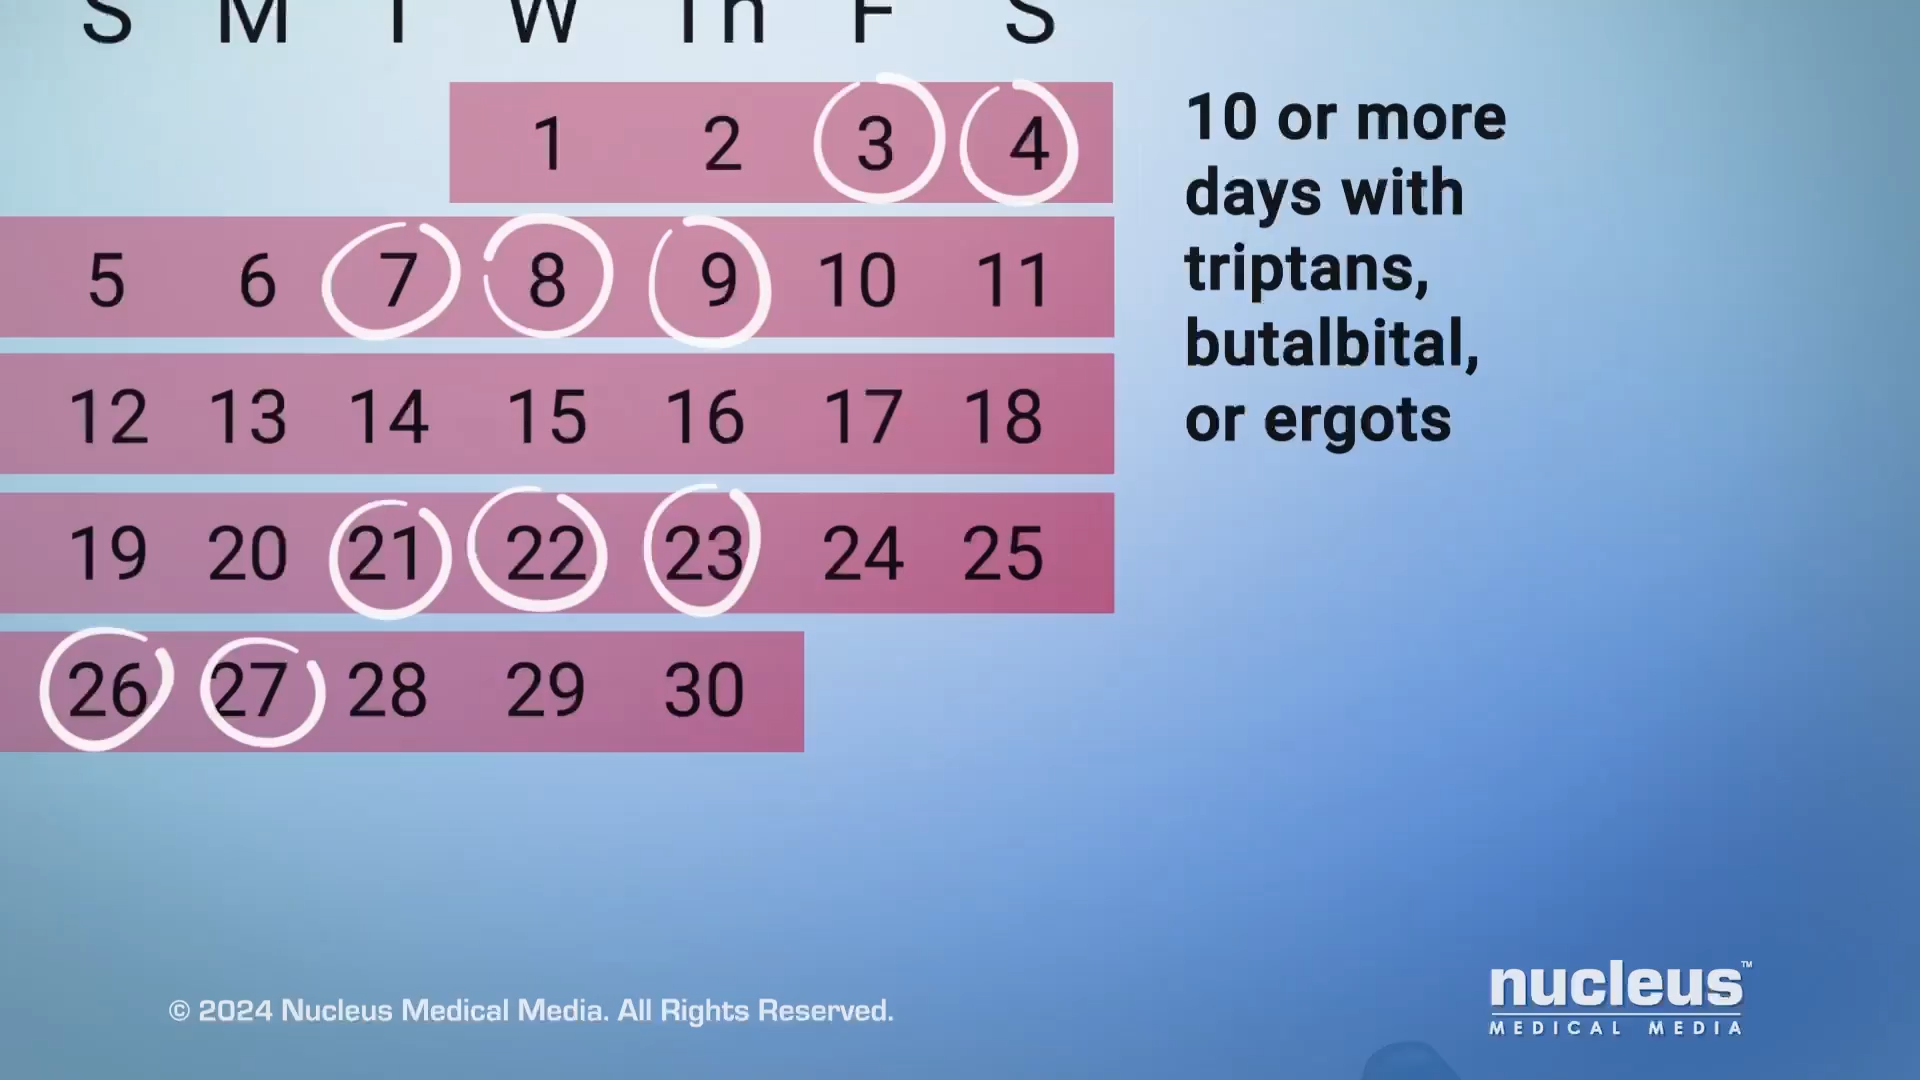 S M T W Th F S
1 2 3 4
5 6 7 8 9 10 11
12 13 14 15 16 17 18
19 20 21 22 23 24 25
26 27 28 29 30
10 or more
days with
triptans,
butalbital,
or ergots
© 2024 Nucleus Medical Media. All Rights Reserved.
nucleus™
MEDICAL MEDIA